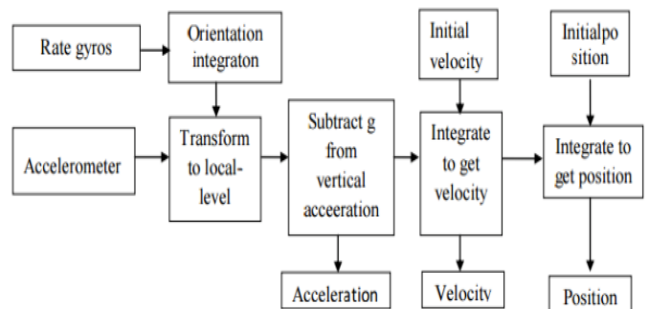 Rate gyros
Orientation
integraton
Initial
velocity
Initialpo
sition
Accelerometer
Transform
to local-
level
Subtract g
from
vertical
acceeration
Integrate
to get
velocity
Integrate to
get position
Acceleration
Velocity
Position